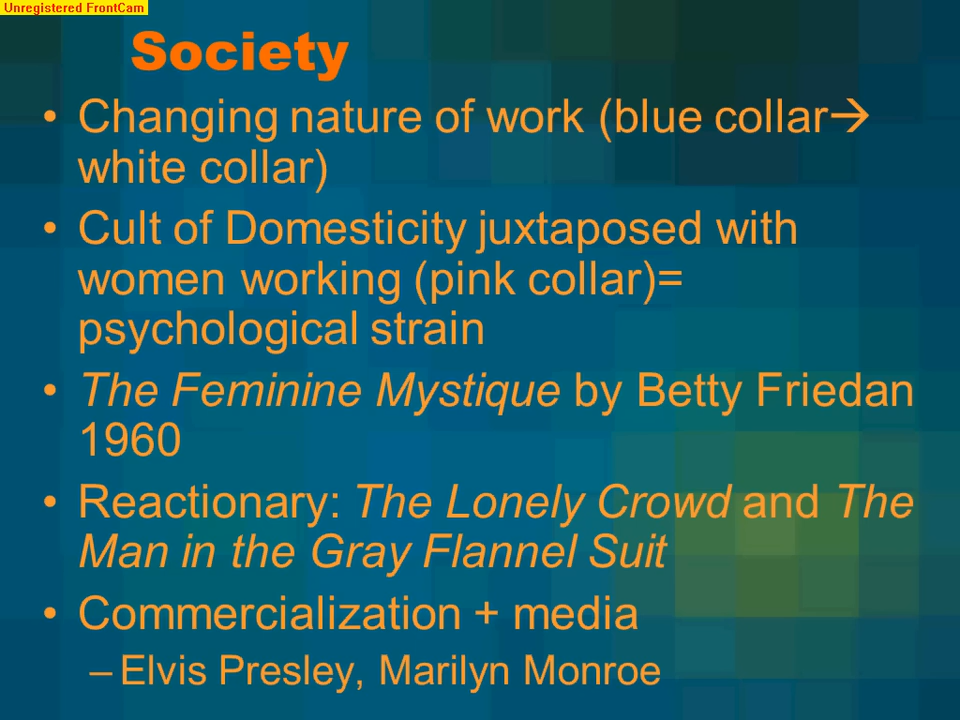 Unregistered FrontCam
Society
• Changing nature of work (blue collar→
white collar)
• Cult of Domesticity juxtaposed with
women working (pink collar)=
psychological strain
• The Feminine Mystique by Betty Friedan
1960
• Reactionary: The Lonely Crowd and The
Man in the Gray Flannel Suit
• Commercialization + media
– Elvis Presley, Marilyn Monroe